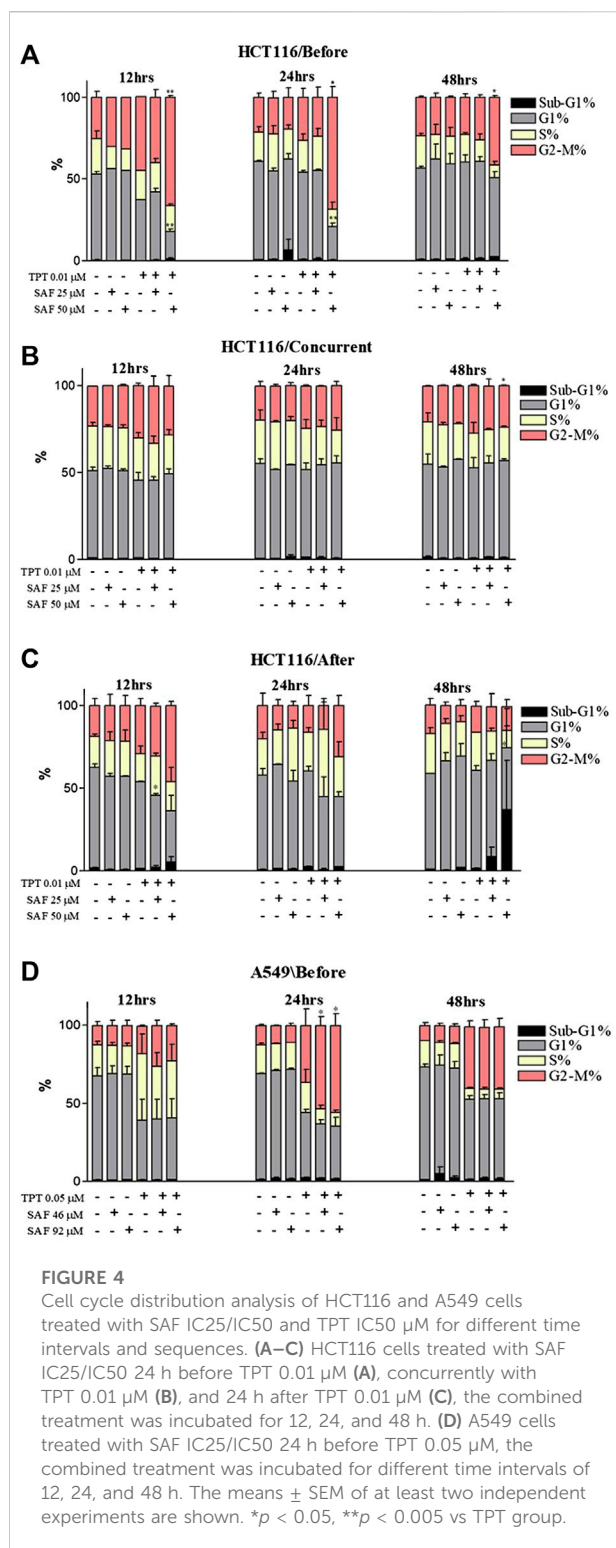 A
HCT116/Before
12hrs 24hrs 48hrs
** * *
Sub-G1%
G1%
S%
G2-M%
100
50
0
%
** **
TPT 0.01 µM - - - + + + - - - + + + - - - + + +
SAF 25 µM - + - - + - - + - - + - - + - - + -
SAF 50 µM - - + - - + - - + - - + - - + - - +
B
HCT116/Concurrent
12hrs 24hrs 48hrs
*
Sub-G1%
G1%
S%
G2-M%
100
50
0
%
TPT 0.01 µM - - - + + + - - - + + + - - - + + +
SAF 25 µM - + - - + - - + - - + - - + - - + -
SAF 50 µM - - + - - + - - + - - + - - + - - +
C
HCT116/After
12hrs 24hrs 48hrs
Sub-G1%
G1%
S%
G2-M%
100
50
0
%
*
TPT 0.01 µM - - - + + + - - - + + + - - - + + +
SAF 25 µM - + - - + - - + - - + - - + - - + -
SAF 50 µM - - + - - + - - + - - + - - + - - +
D
A549\Before
12hrs 24hrs 48hrs
* *
Sub-G1%
G1%
S%
G2-M%
100
50
0
%
TPT 0.05 µM - - - + + + - - - + + + - - - + + +
SAF 46 µM - + - - + - - + - - + - - + - - + -
SAF 92 µM - - + - - + - - + - - + - - + - - +
FIGURE 4
Cell cycle distribution analysis of HCT116 and A549 cells
treated with SAF IC25/IC50 and TPT IC50 µM for different time
intervals and sequences. (A–C) HCT116 cells treated with SAF
IC25/IC50 24 h before TPT 0.01 µM (A), concurrently with
TPT 0.01 µM (B), and 24 h after TPT 0.01 µM (C), the combined
treatment was incubated for 12, 24, and 48 h. (D) A549 cells
treated with SAF IC25/IC50 24 h before TPT 0.05 µM, the
combined treatment was incubated for different time intervals of
12, 24, and 48 h. The means ± SEM of at least two independent
experiments are shown. *p < 0.05, **p < 0.005 vs TPT group.